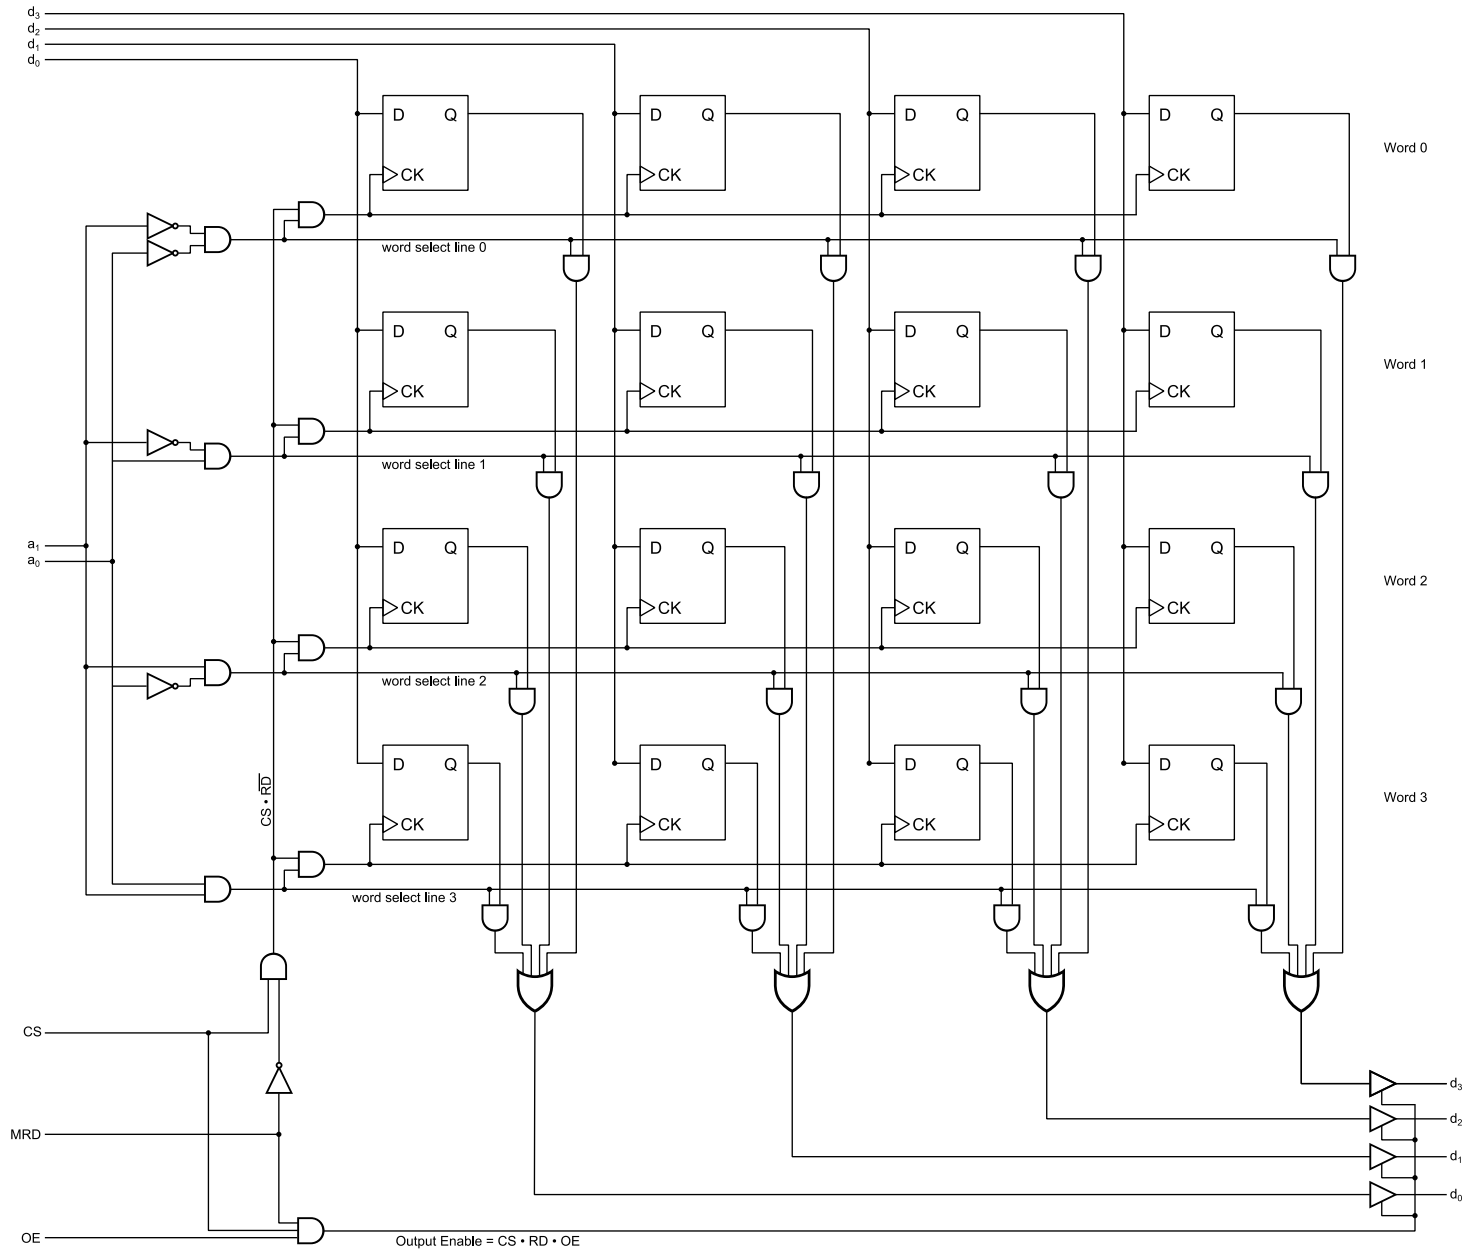 d3
d2
d1
d0
D Q D Q D Q D Q
Word 0
CK CK CK CK
word select line 0
D Q D Q D Q D Q
Word 1
CK CK CK CK
word select line 1
a1
a0
D Q D Q D Q D Q
Word 2
CK CK CK CK
word select line 2
D Q D Q D Q D Q
CS • R̅D̅
Word 3
CK CK CK CK
word select line 3
CS
d3
d2
MRD
d1
d0
OE
Output Enable = CS • RD • OE